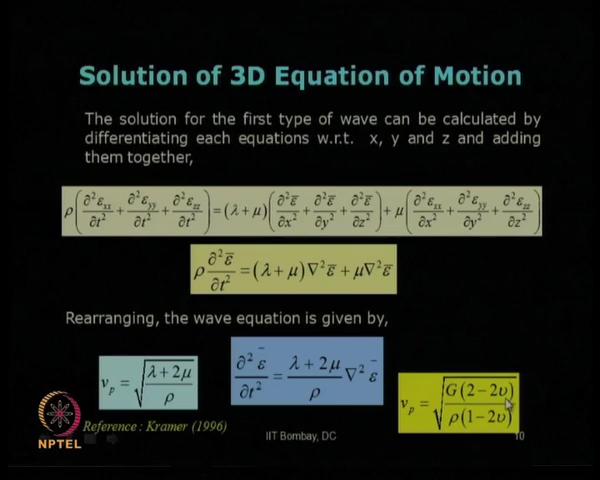 Solution of 3D Equation of Motion
The solution for the first type of wave can be calculated by
differentiating each equations w.r.t. x, y and z and adding
them together,
ρ(∂²ε_xx/∂t² + ∂²ε_yy/∂t² + ∂²ε_zz/∂t²) = (λ+μ)(∂²ε̄/∂x² + ∂²ε̄/∂y² + ∂²ε̄/∂z²) + μ(∂²ε_xx/∂x² + ∂²ε_yy/∂y² + ∂²ε_zz/∂z²)
ρ ∂²ε̄/∂t² = (λ+μ)∇²ε̄ + μ∇²ε̄
Rearranging, the wave equation is given by,
v_p = √((λ+2μ)/ρ)
∂²ε̄/∂t² = (λ+2μ)/ρ ∇²ε̄
v_p = √(G(2−2υ)/ρ(1−2υ))
Reference : Kramer (1996)
NPTEL
IIT Bombay, DC
10